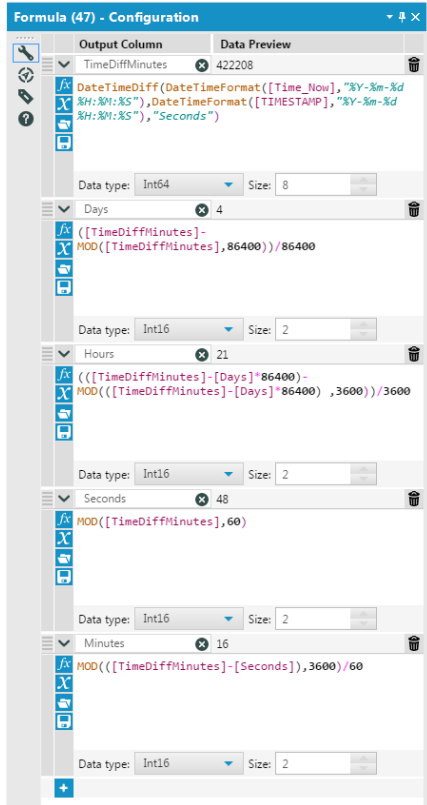 Formula (47) - Configuration
Output Column Data Preview
TimeDiffMinutes 422208
DateTimeDiff(DateTimeFormat([Time_Now],"%Y-%m-%d
%H:%M:%S"),DateTimeFormat([TIMESTAMP],"%Y-%m-%d
%H:%M:%S"),"Seconds")
Data type: Int64 Size: 8
Days 4
([TimeDiffMinutes]-
MOD([TimeDiffMinutes],86400))/86400
Data type: Int16 Size: 2
Hours 21
(([TimeDiffMinutes]-[Days]*86400)-
MOD(([TimeDiffMinutes]-[Days]*86400) ,3600))/3600
Data type: Int16 Size: 2
Seconds 48
MOD([TimeDiffMinutes],60)
Data type: Int16 Size: 2
Minutes 16
MOD(([TimeDiffMinutes]-[Seconds]),3600)/60
Data type: Int16 Size: 2